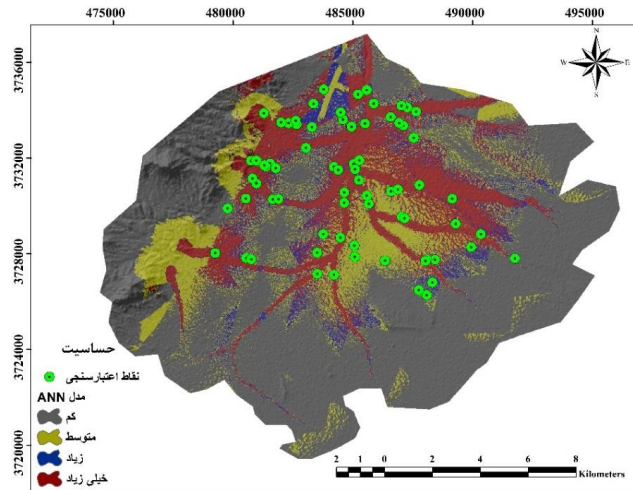 475000 480000 485000 490000 495000
3736000
3732000
3728000
3724000
3720000
N
W E
S
حساسیت
نقاط اعتبارسنجی
مدل ANN
کم
متوسط
زیاد
خیلی زیاد
2 1 0 2 4 6 8
Kilometers